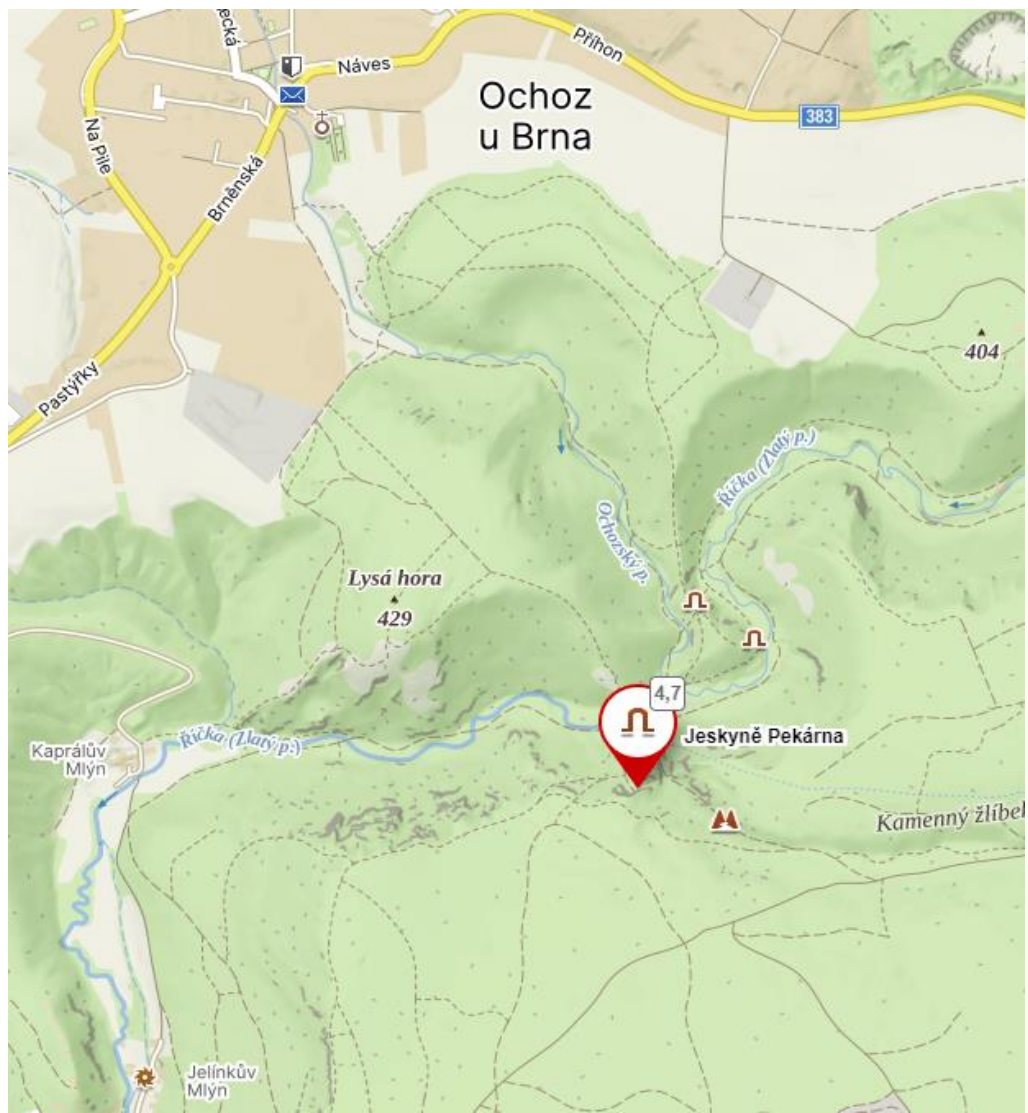 Náves
Příhon
Ochoz
u Brna
383
Na Pile
Brněnská
Pastýřky
404
Říčka (Zlatý p.)
Ochozský p.
Lysá hora
429
4,7
Jeskyně Pekárna
Kaprálův
Mlýn
Říčka (Zlatý p.)
Kamenný žlíbek
Jelínkův
Mlýn